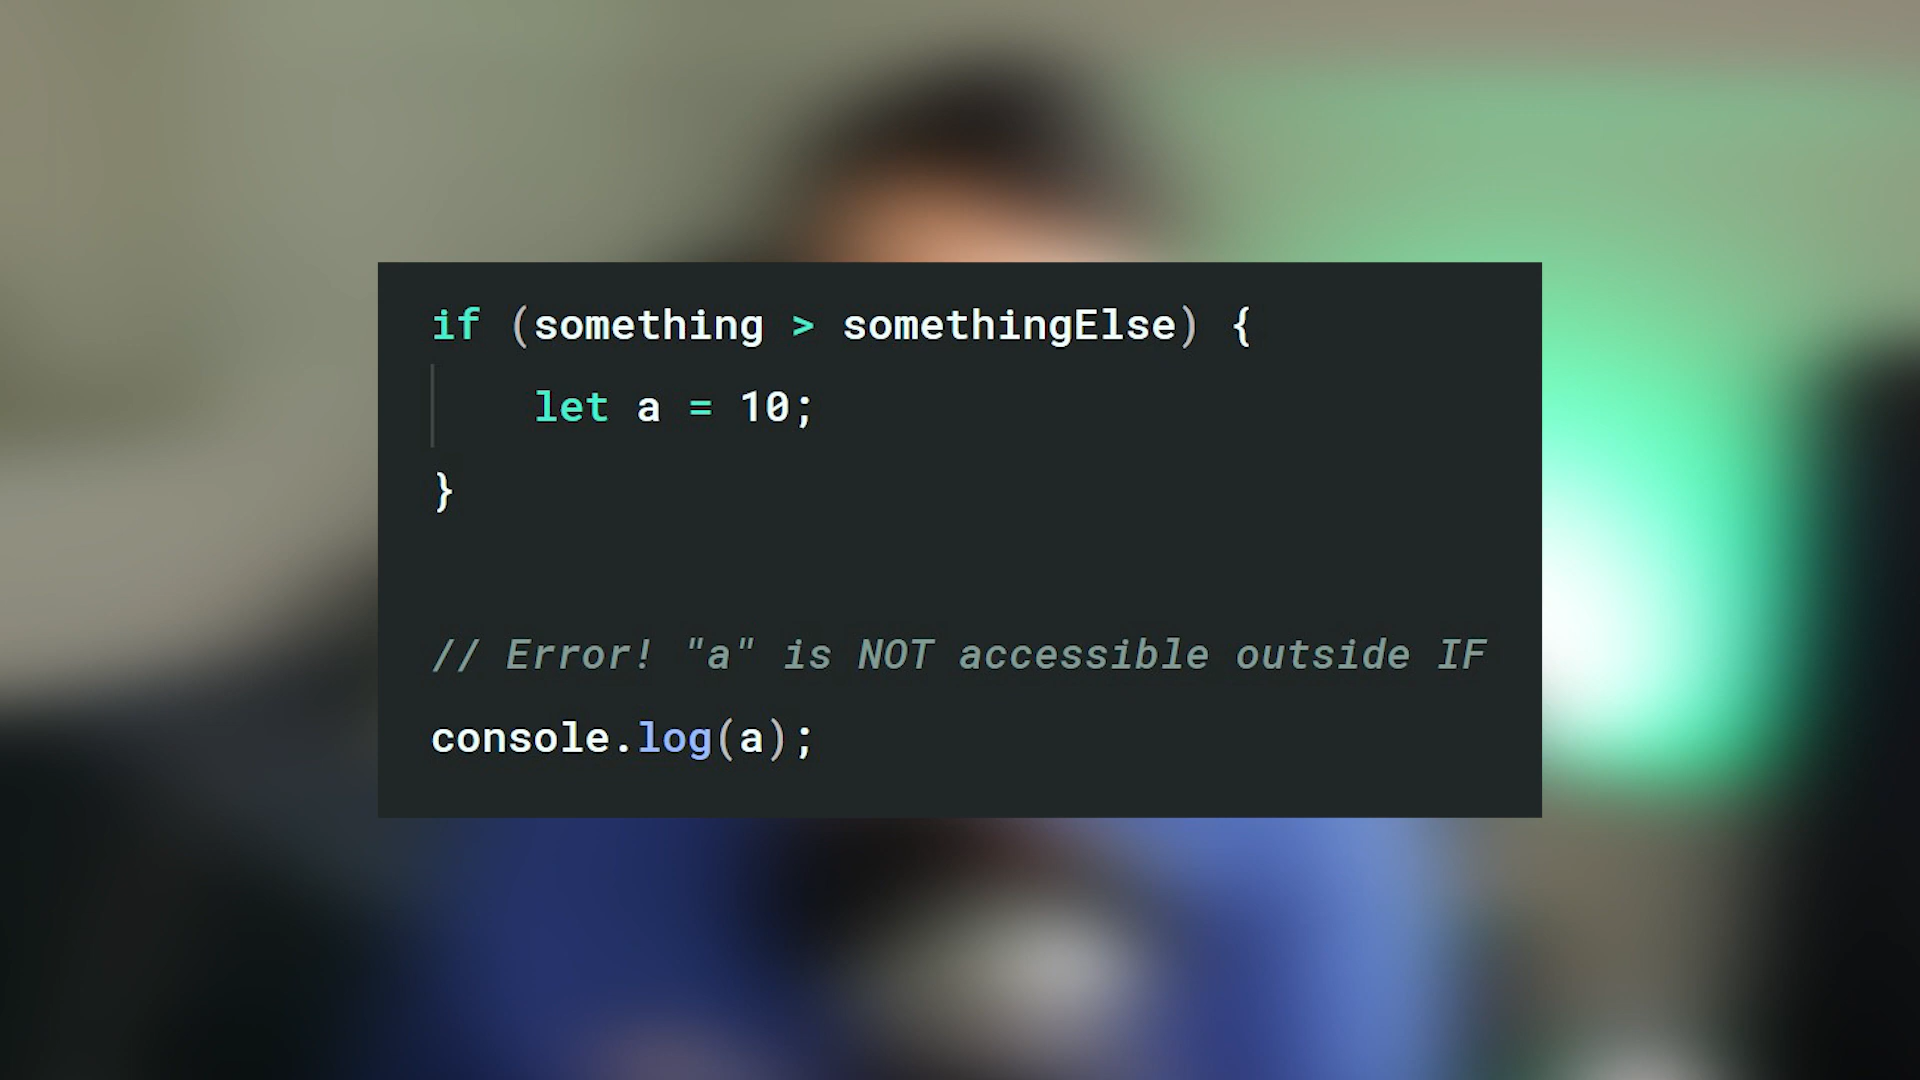 if (something > somethingElse) {
let a = 10;
}
// Error! "a" is NOT accessible outside IF
console.log(a);